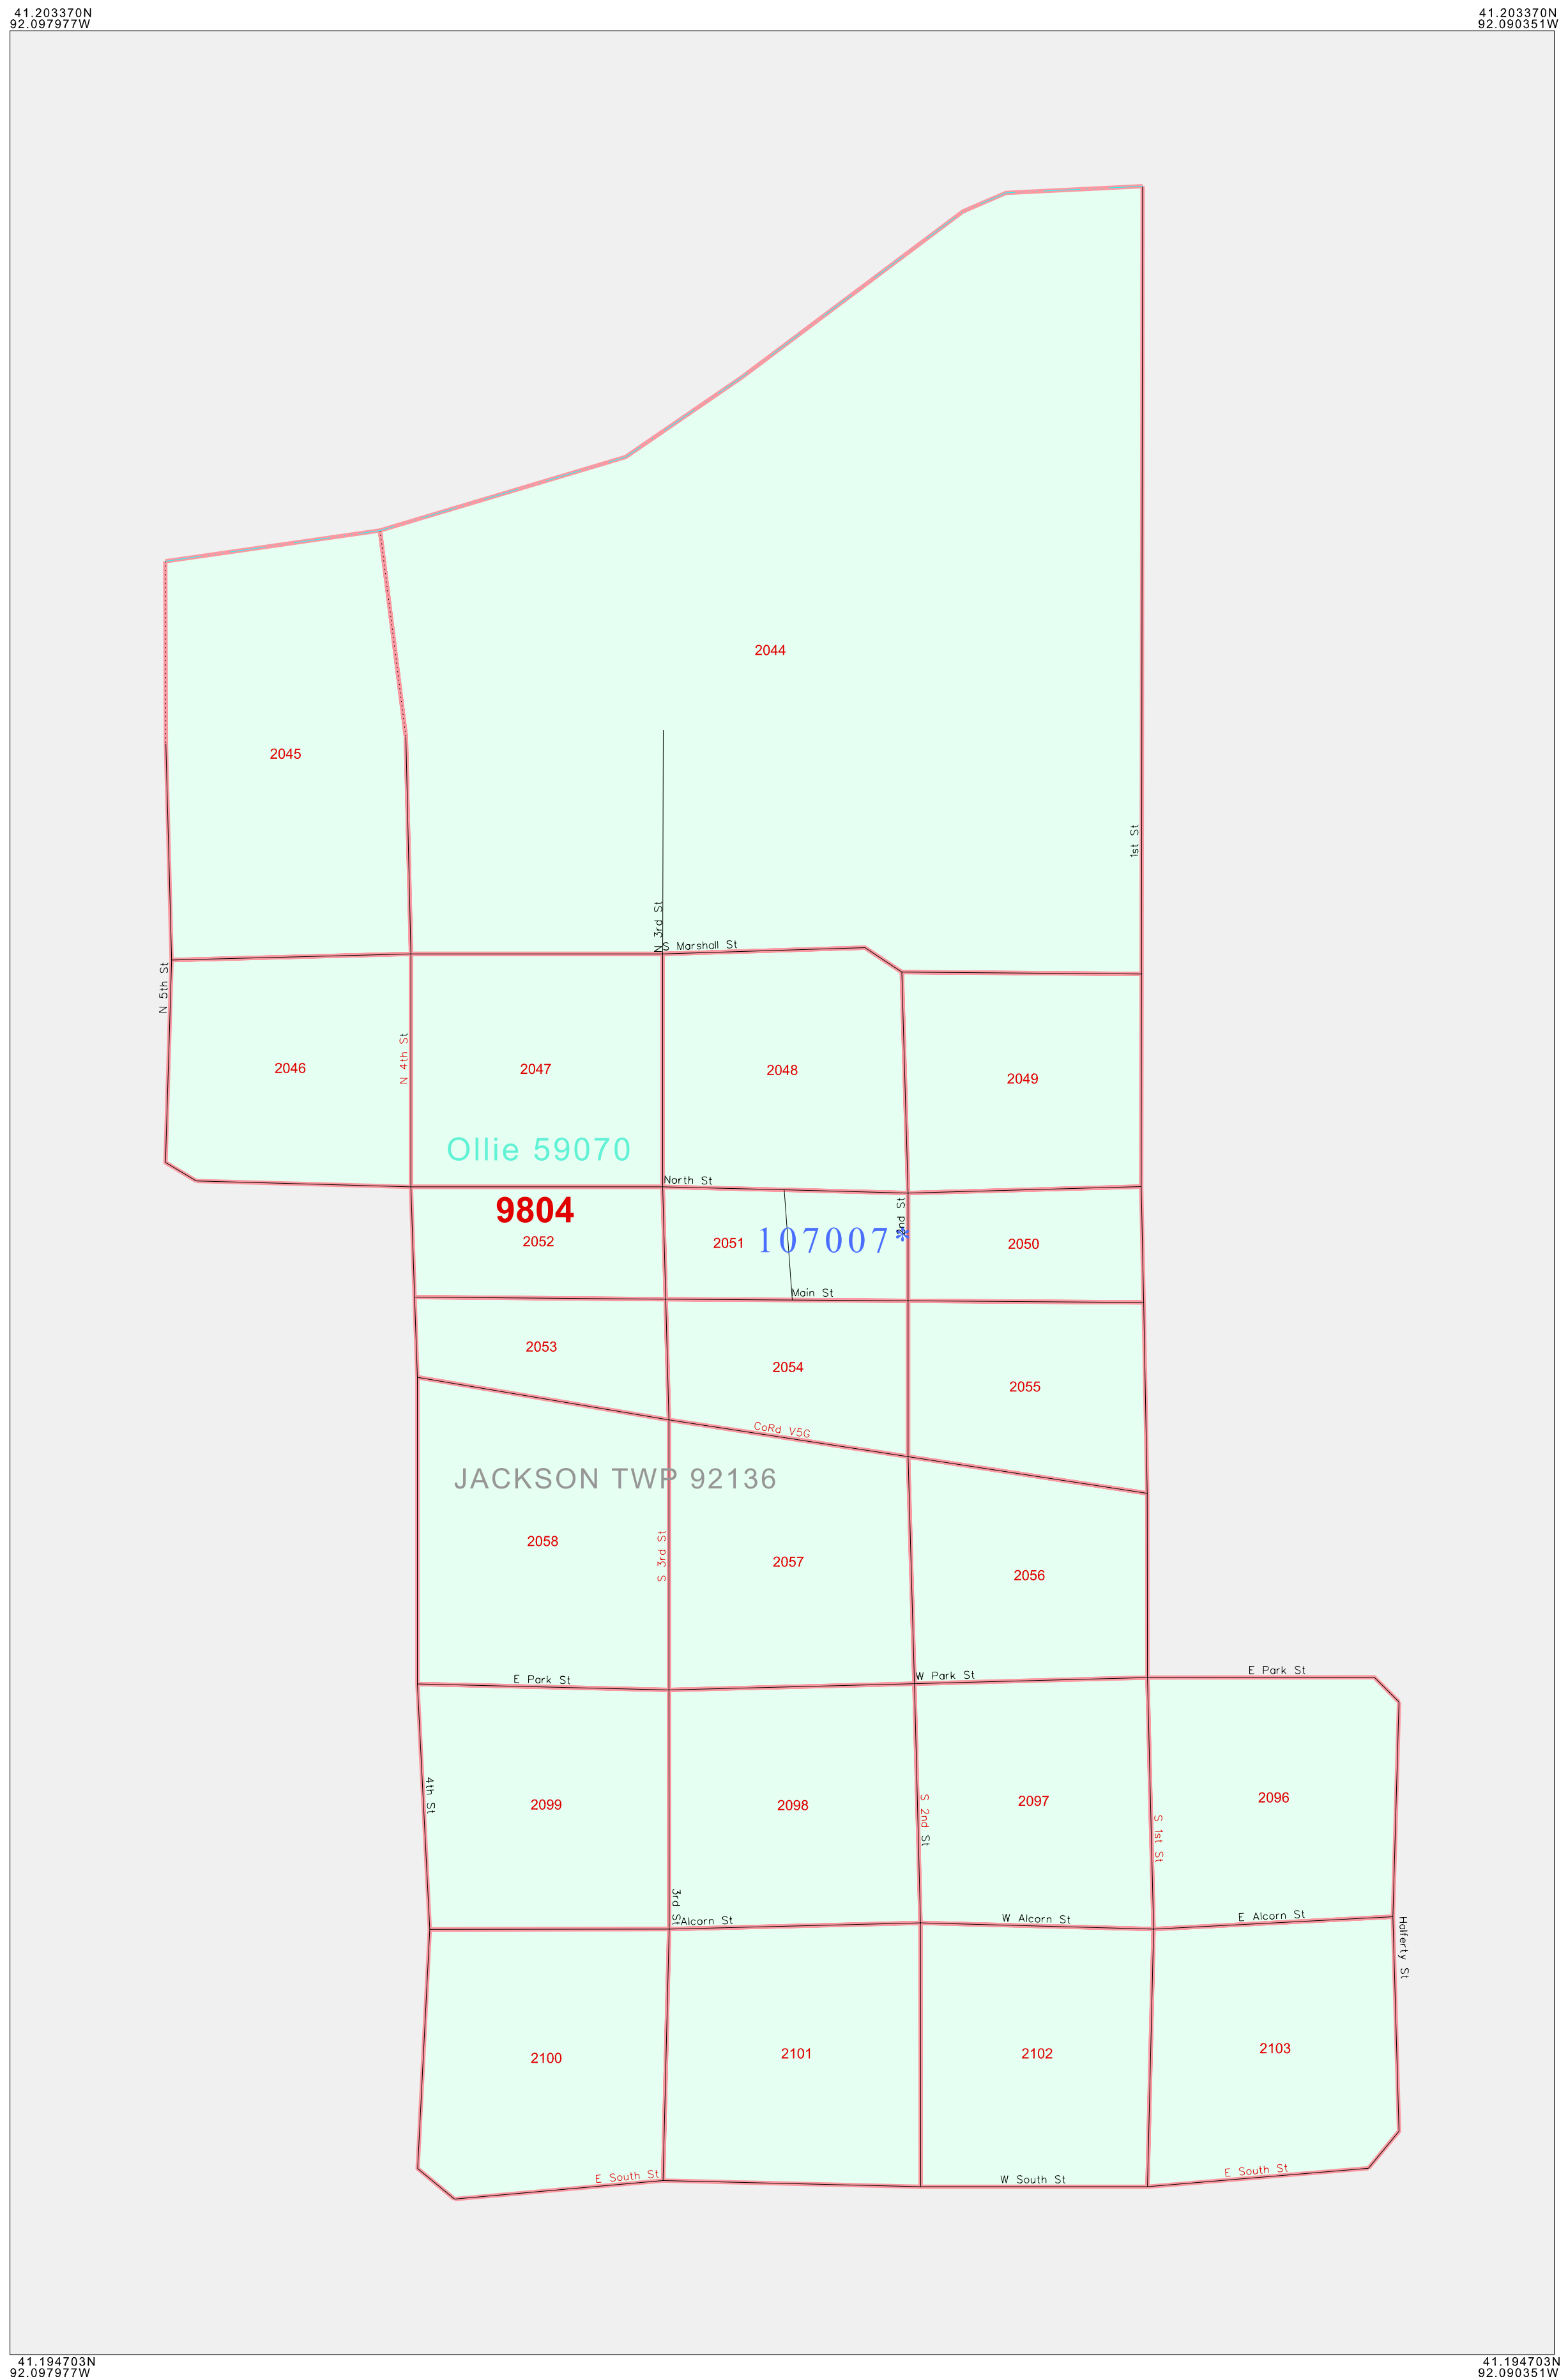 41.203370N
92.097977W
41.203370N
92.090351W
2044
2045
1st St
N 3rd St
S Marshall St
N 5th St
N 4th St
2046
2047
2048
2049
Ollie 59070
North St
9804
2nd St
2052
2051
107007*
2050
Main St
2053
2054
2055
CoRd V5G
JACKSON TWP 92136
2058
S 3rd St
2057
2056
E Park St
W Park St
E Park St
4th St
2099
2098
S 2nd St
2097
S 1st St
2096
3rd St
Alcorn St
W Alcorn St
E Alcorn St
Halferty St
2100
2101
2102
2103
E South St
W South St
E South St
41.194703N
92.097977W
41.194703N
92.090351W